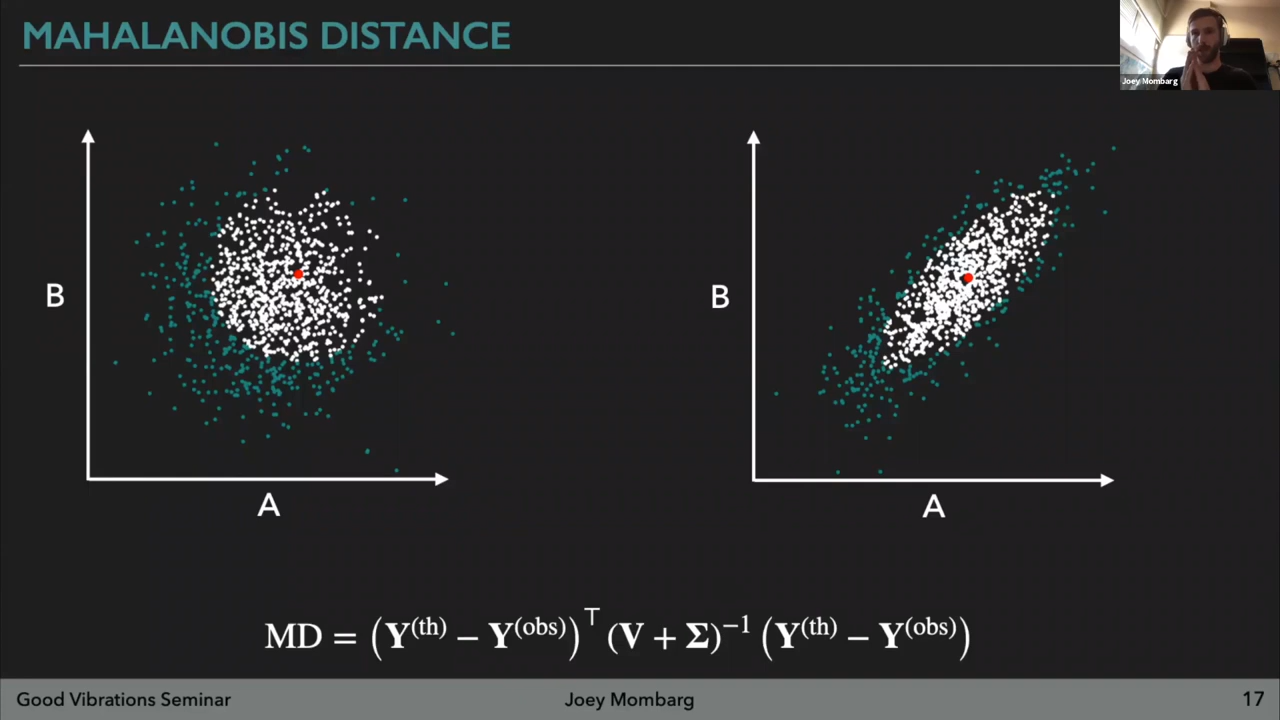 MAHALANOBIS DISTANCE
Joey Mombarg
B
A
B
A
MD = (Y^(th) − Y^(obs))^⊤ (V + Σ)^−1 (Y^(th) − Y^(obs))
Good Vibrations Seminar
Joey Mombarg
17